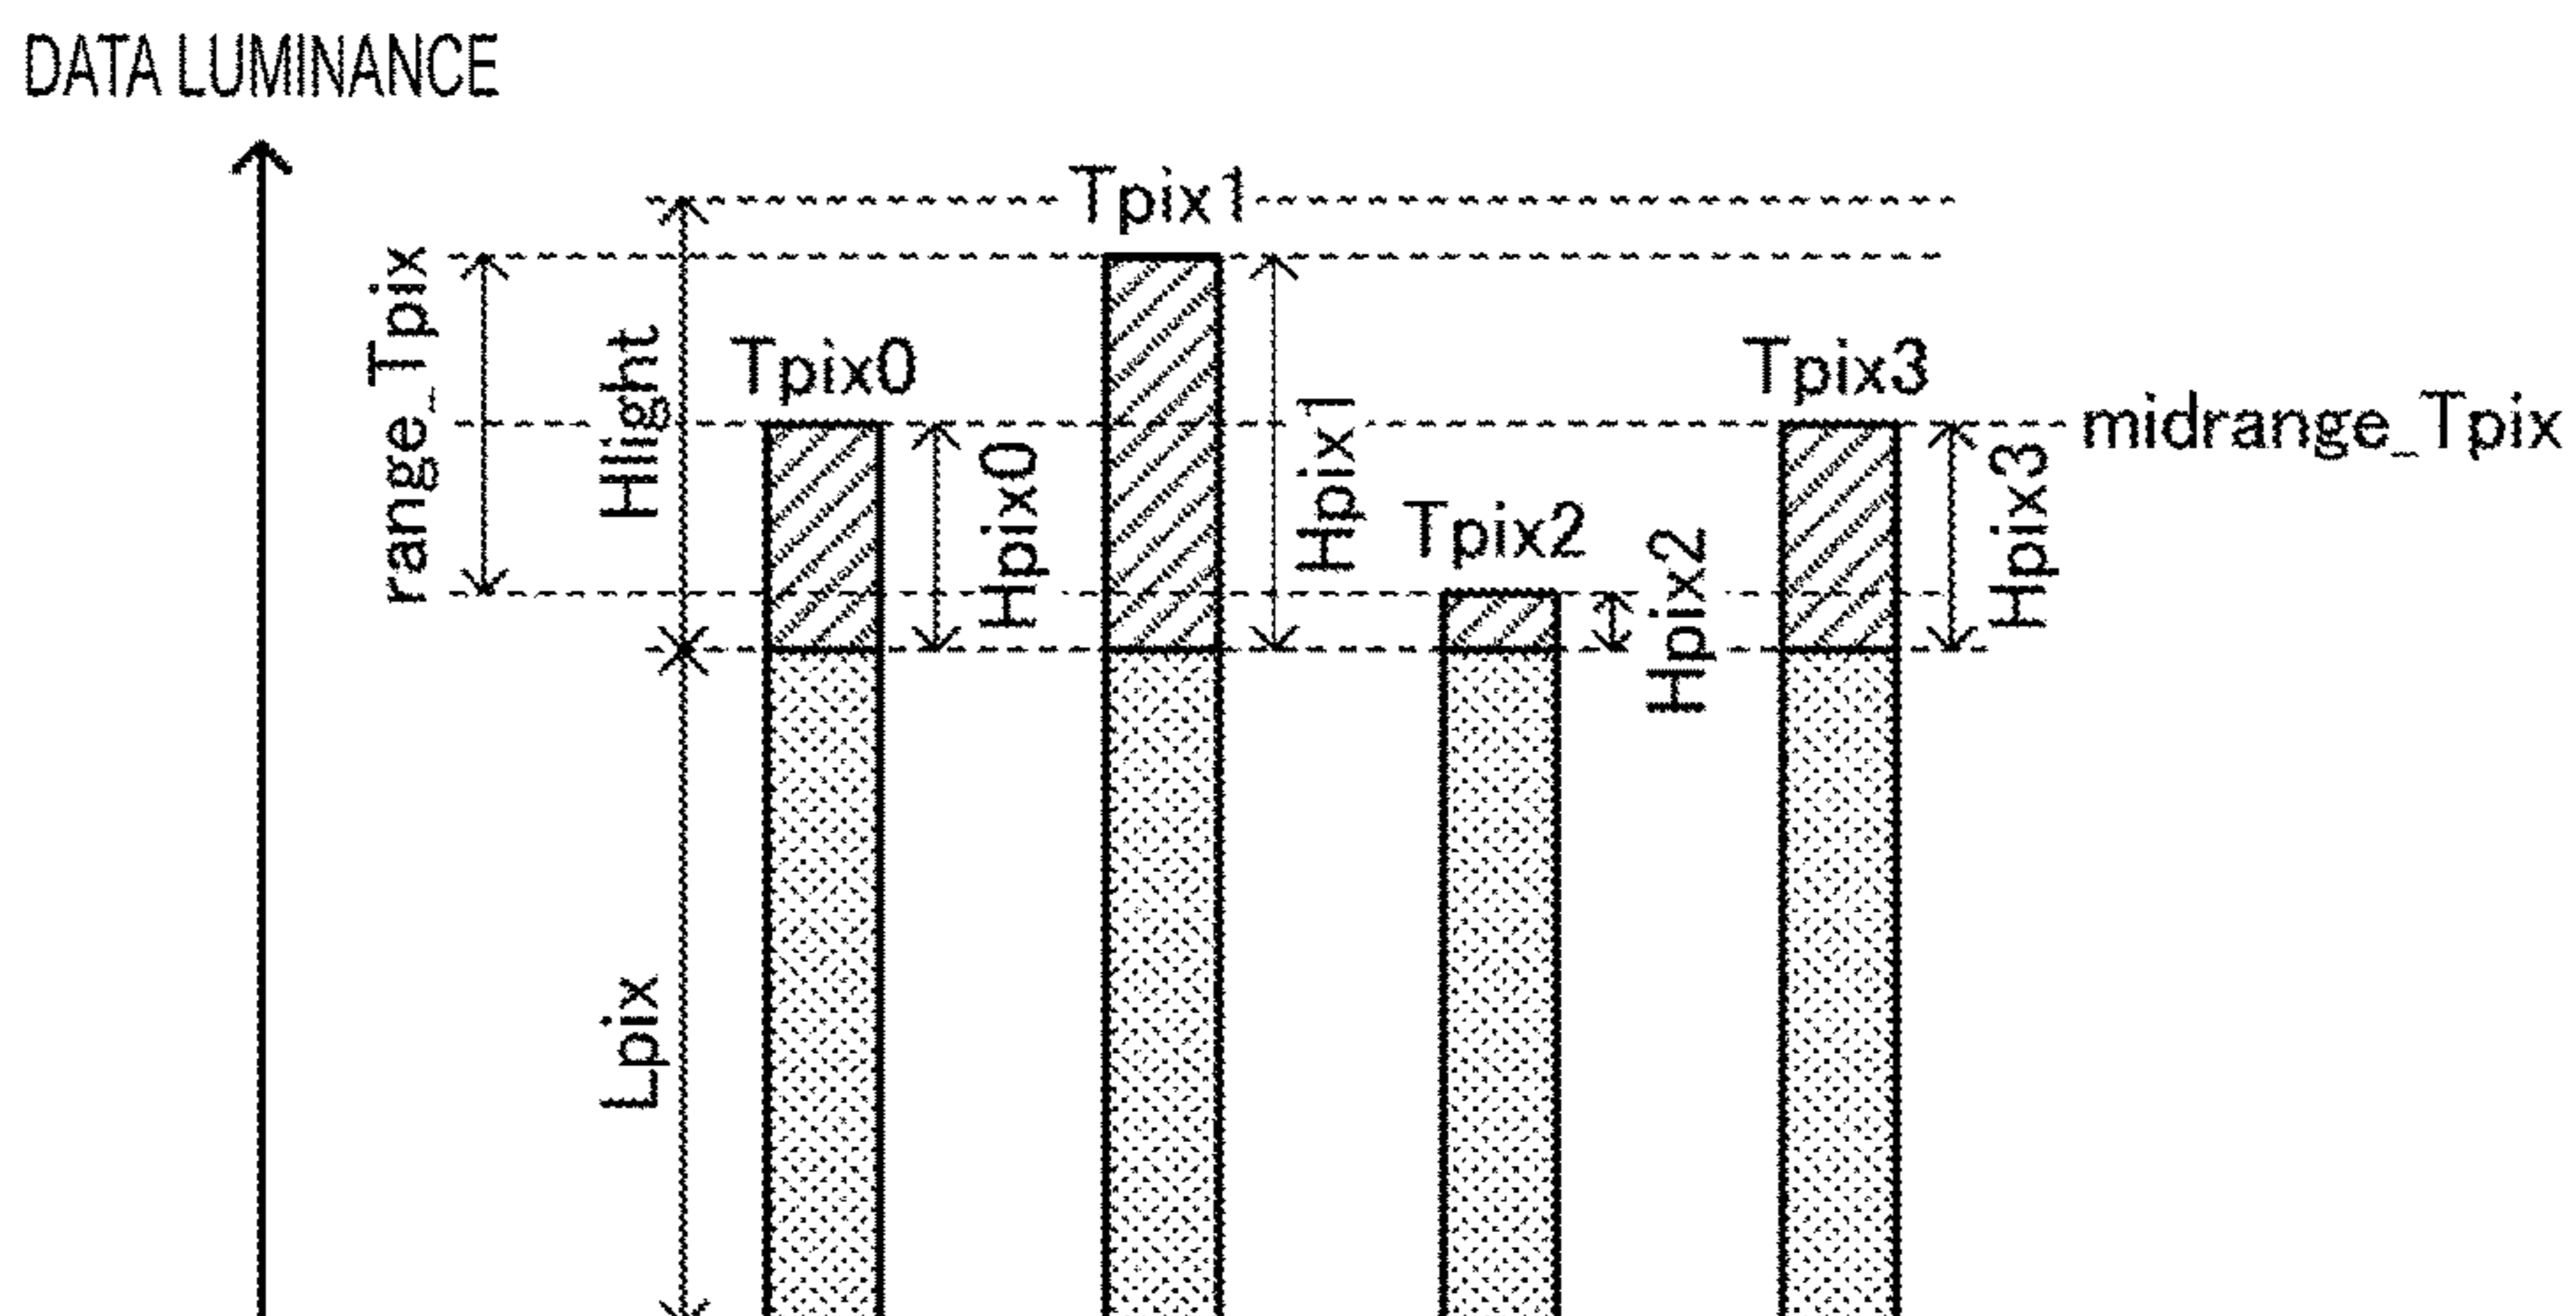 DATA LUMINANCE
Tpix1
range_Tpix
Hlight
Tpix0
Tpix3
midrange_Tpix
Hpix0
Hpix1
Tpix2
Hpix2
Hpix3
Lpix